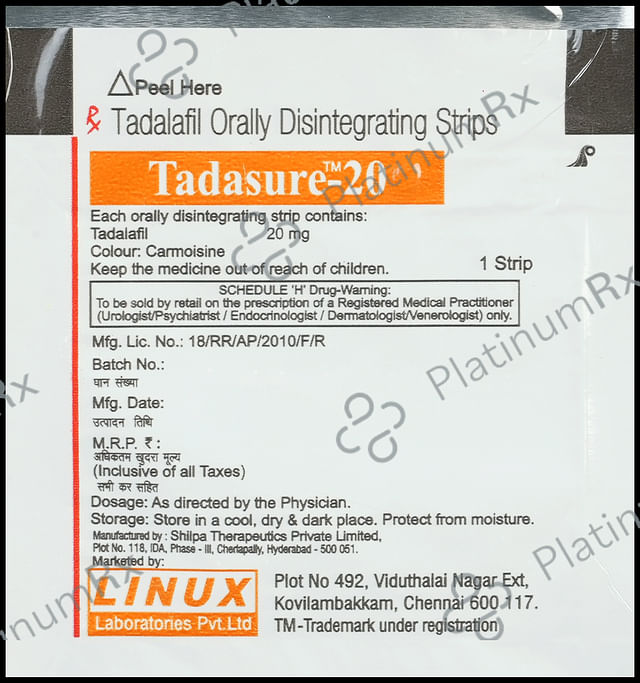 Peel Here
Rx Tadalafil Orally Disintegrating Strips
Tadasure™-20
Each orally disintegrating strip contains:
Tadalafil 20 mg
Colour: Carmoisine
Keep the medicine out of reach of children.
1 Strip
SCHEDULE 'H' Drug-Warning:
To be sold by retail on the prescription of a Registered Medical Practitioner
(Urologist/Psychiatrist / Endocrinologist / Dermatologist/Venerologist) only.
Mfg. Lic. No.: 18/RR/AP/2010/F/R
Batch No.:
घान संख्या
Mfg. Date:
उत्पादन तिथि
M.R.P. ₹ :
अधिकतम खुदरा मूल्य
(Inclusive of all Taxes)
सभी कर सहित
Dosage: As directed by the Physician.
Storage: Store in a cool, dry & dark place. Protect from moisture.
Manufactured by : Shilpa Therapeutics Private Limited,
Plot No. 118, IDA, Phase - III, Cherlapally, Hyderabad - 500 051.
Marketed by:
LINUX
Laboratories Pvt.Ltd
Plot No 492, Viduthalai Nagar Ext,
Kovilambakkam, Chennai 600 117.
TM-Trademark under registration
PlatinumRx
PlatinumRx
PlatinumRx
Platin